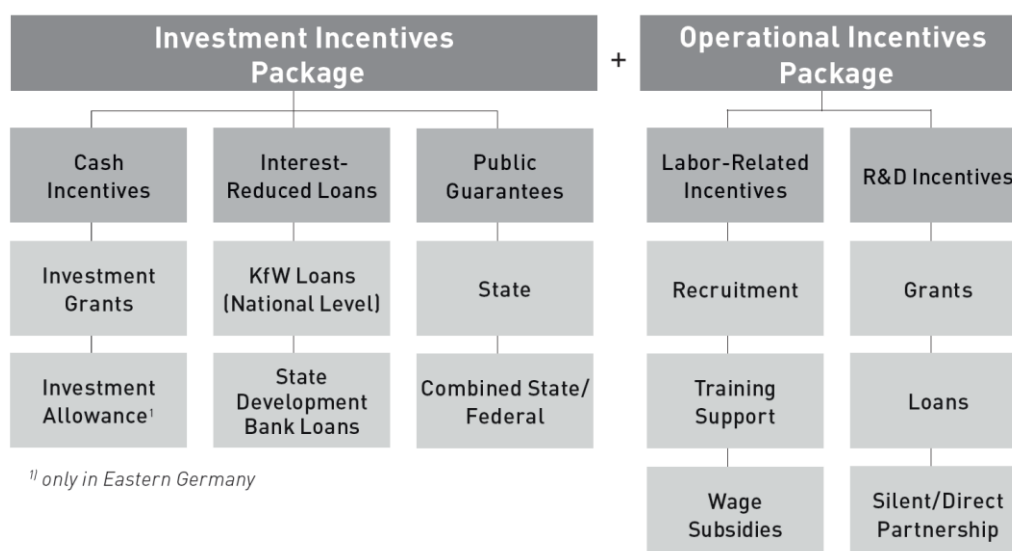 Investment Incentives
Package
+
Operational Incentives
Package
Cash
Incentives
Interest-
Reduced Loans
Public
Guarantees
Labor-Related
Incentives
R&D Incentives
Investment
Grants
KfW Loans
(National Level)
State
Recruitment
Grants
Investment
Allowance¹
State
Development
Bank Loans
Combined State/
Federal
Training
Support
Loans
¹⁾ only in Eastern Germany
Wage
Subsidies
Silent/Direct
Partnership